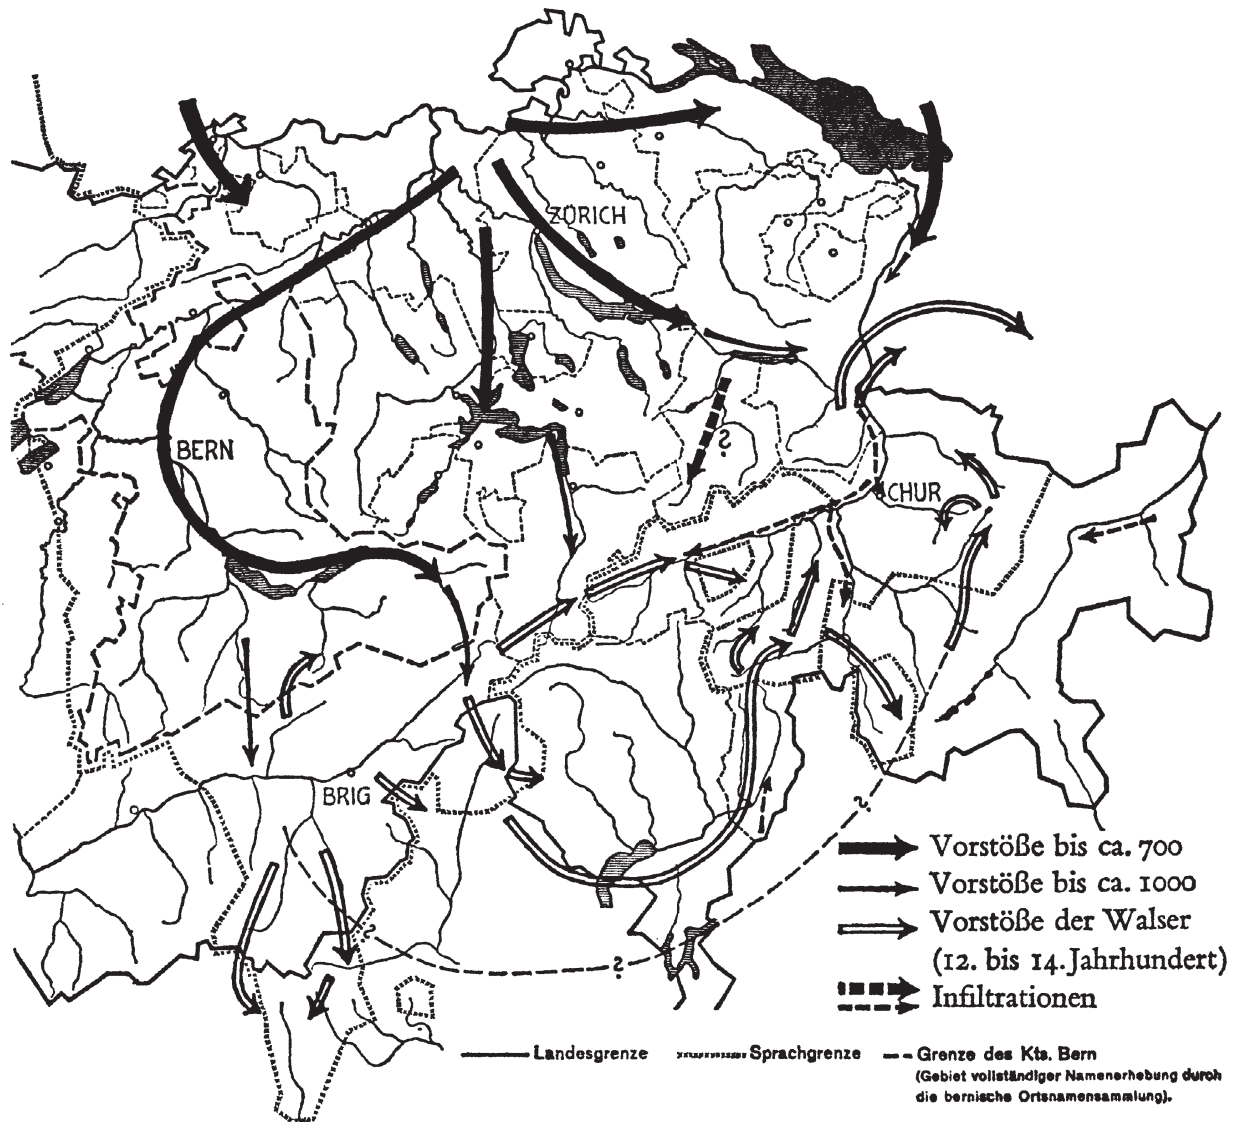 ZÜRICH
BERN
?
CHUR
BRIG
?
?
?
Vorstöße bis ca. 700
Vorstöße bis ca. 1000
Vorstöße der Walser
(12. bis 14. Jahrhundert)
Infiltrationen
Landesgrenze
Sprachgrenze
Grenze des Kts. Bern
(Gebiet vollständiger Namenerhebung durch
die bernische Ortsnamensammlung).